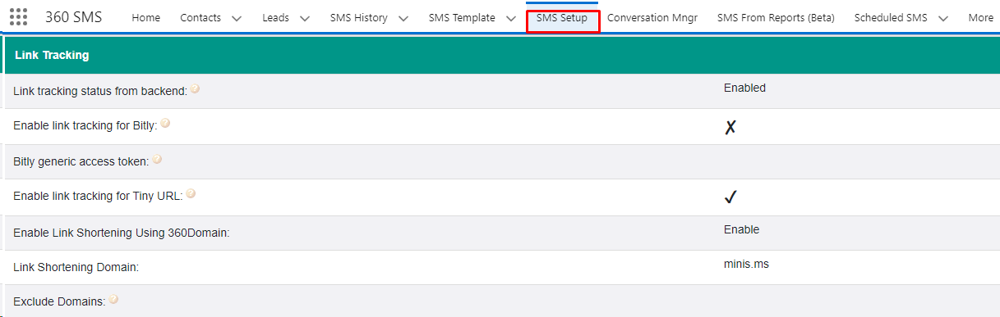 360 SMS Home Contacts Leads SMS History SMS Template SMS Setup Conversation Mngr SMS From Reports (Beta) Scheduled SMS More
Link Tracking
Link tracking status from backend: ? Enabled
Enable link tracking for Bitly: ? ✗
Bitly generic access token: ?
Enable link tracking for Tiny URL: ? ✓
Enable Link Shortening Using 360Domain: Enable
Link Shortening Domain: minis.ms
Exclude Domains: ?